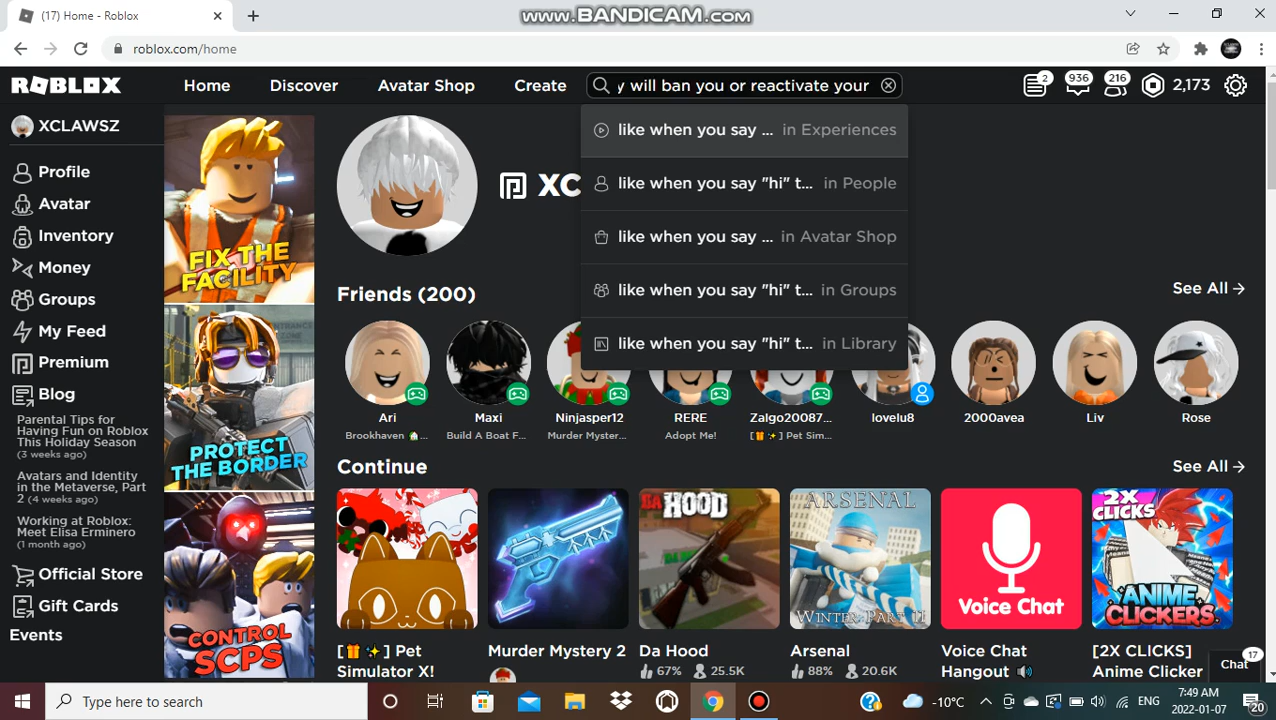 (17) Home - Roblox
www.BANDICAM.com
roblox.com/home
ROBLOX Home Discover Avatar Shop Create y will ban you or reactivate your 2 936 216 2,173
XCLAWSZ
Profile
Avatar
Inventory
Money
Groups
My Feed
Premium
Blog
Parental Tips for
Having Fun on Roblox
This Holiday Season
(3 weeks ago)
Avatars and Identity
in the Metaverse, Part
2 (4 weeks ago)
Working at Roblox:
Meet Elisa Erminero
(1 month ago)
Official Store
Gift Cards
Events
FIX THE
FACILITY
PROTECT
THE BORDER
CONTROL
SCPS
XC
like when you say ... in Experiences
like when you say "hi" t... in People
like when you say ... in Avatar Shop
like when you say "hi" t... in Groups
like when you say "hi" t... in Library
Friends (200) See All →
Ari Maxi Ninjasper12 RERE Zalgo20087... lovelu8 2000avea Liv Rose
Brookhaven ... Build A Boat F... Murder Myster... Adopt Me! [🎁✨] Pet Sim...
Continue See All →
DA HOOD
ARSENAL
WINTER PART II
Voice Chat
2X
CLICKS
ANIME
CLICKERS
[🎁✨] Pet
Simulator X!
Murder Mystery 2
Da Hood
67% 25.5K
Arsenal
88% 20.6K
Voice Chat
Hangout 🔊
[2X CLICKS]
Anime Clicker
Chat 17
Type here to search
-10°C
ENG
7:49 AM
2022-01-07
20